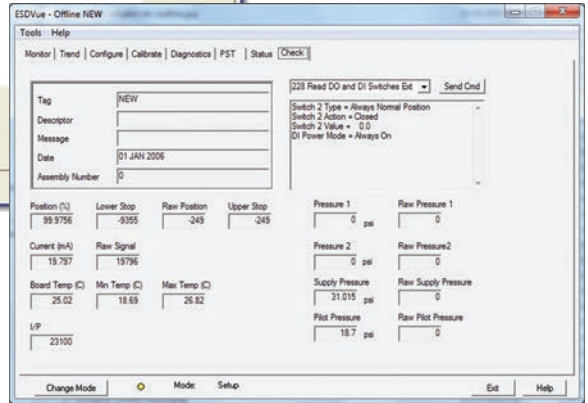 ESDVue - Offline NEW
Tools Help
Monitor Trend Configure Calibrate Diagnostics PST Status Check
Tag NEW
Descriptor
Message
Date 01 JAN 2006
Assembly Number 0
228 Read DO and DI Switches Ext Send Cmd
Switch 2 Type = Always Normal Position
Switch 2 Action = Closed
Switch 2 Value = 0.0
DI Power Mode = Always On
Position (%) Lower Stop Raw Position Upper Stop
99.9756 -9355 -249 -249
Current (mA) Raw Signal
19.797 19796
Board Temp (C) Min Temp (C) Max Temp (C)
25.02 18.69 26.82
I/P
23100
Pressure 1 Raw Pressure 1
0 psi 0
Pressure 2 Raw Pressure2
0 psi 0
Supply Pressure Raw Supply Pressure
31.015 psi 0
Pilot Pressure Raw Pilot Pressure
18.7 psi 0
Change Mode Mode: Setup Exit Help